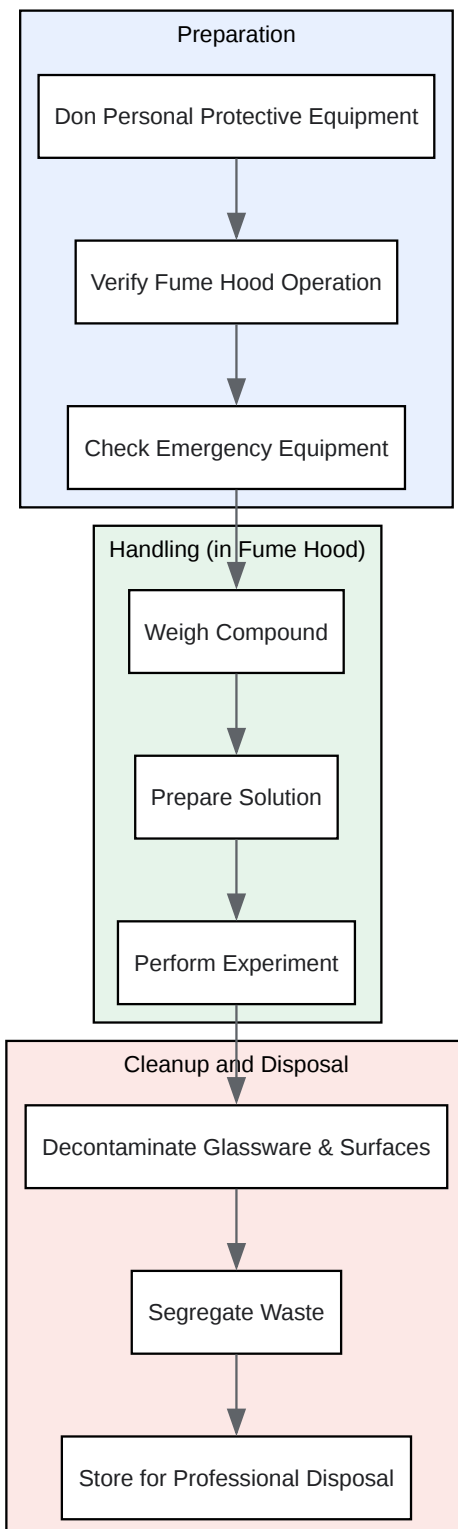 Preparation
Don Personal Protective Equipment
Verify Fume Hood Operation
Check Emergency Equipment
Handling (in Fume Hood)
Weigh Compound
Prepare Solution
Perform Experiment
Cleanup and Disposal
Decontaminate Glassware & Surfaces
Segregate Waste
Store for Professional Disposal